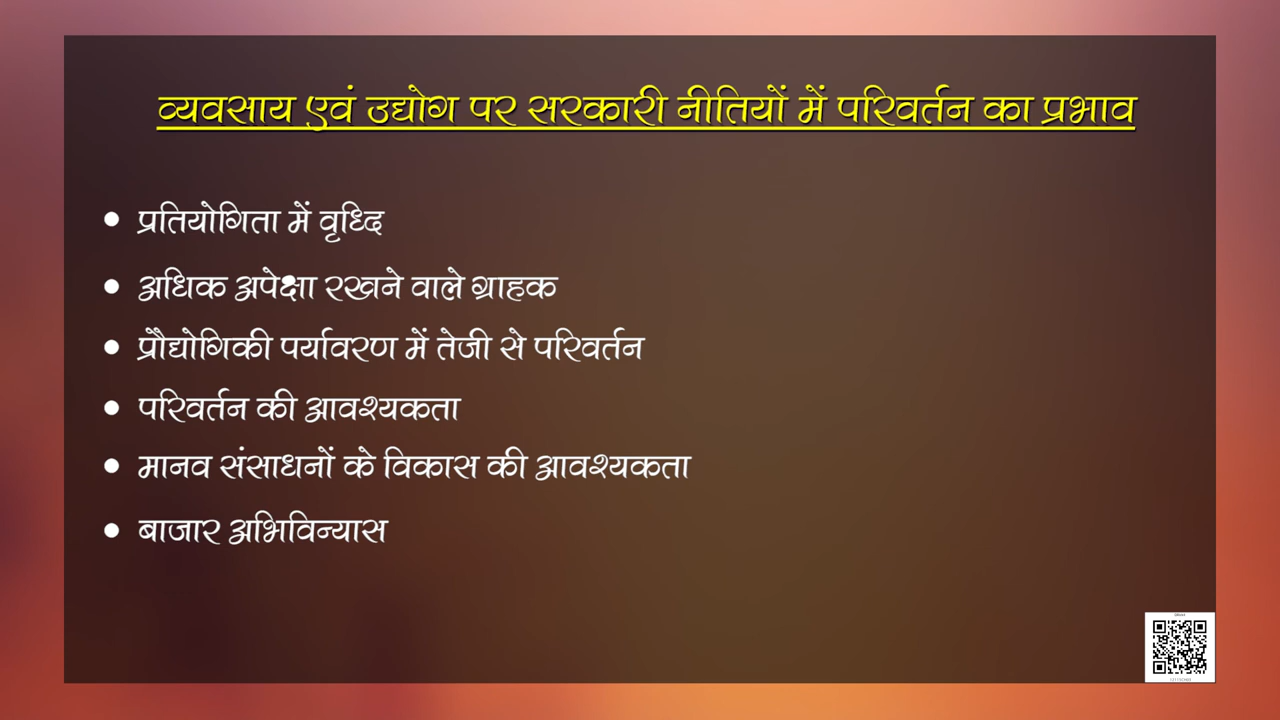 व्यवसाय एवं उद्योग पर सरकारी नीतियों में परिवर्तन का प्रभाव
• प्रतियोगिता में वृध्दि
• अधिक अपेक्षा रखने वाले ग्राहक
• प्रौद्योगिकी पर्यावरण में तेजी से परिवर्तन
• परिवर्तन की आवश्यकता
• मानव संसाधनों के विकास की आवश्यकता
• बाजार अभिविन्यास